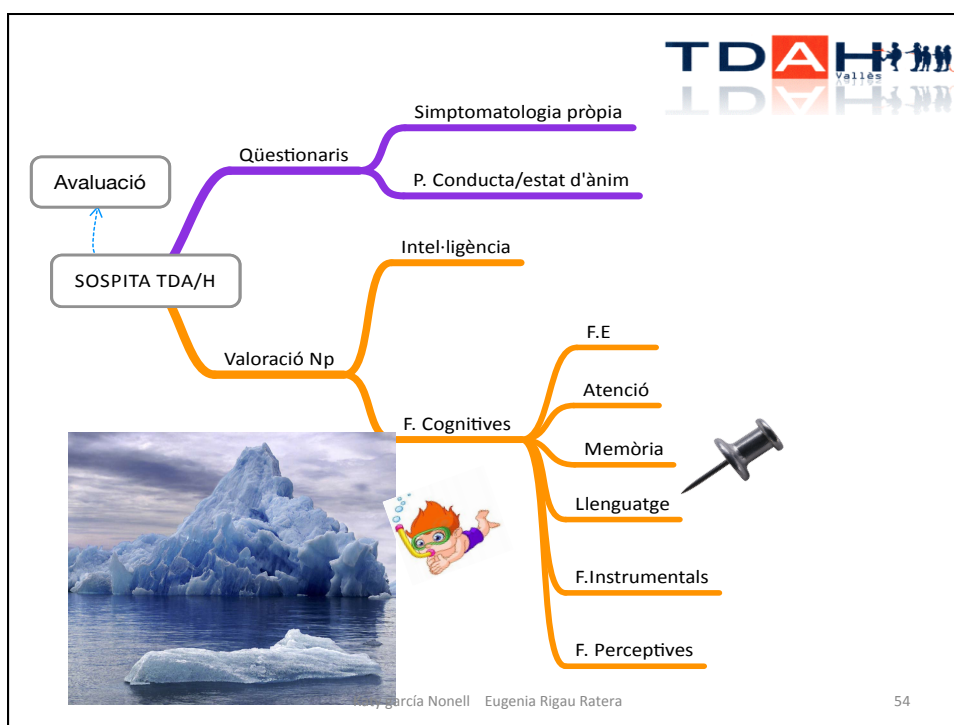 TDAH
Vallès
Simptomatologia pròpia
Qüestionaris
P. Conducta/estat d'ànim
Avaluació
SOSPITA TDA/H
Intel·ligència
Valoració Np
F. Cognitives
F.E
Atenció
Memòria
Llenguatge
F.Instrumentals
F. Perceptives
garcía Nonell Eugenia Rigau Ratera
54